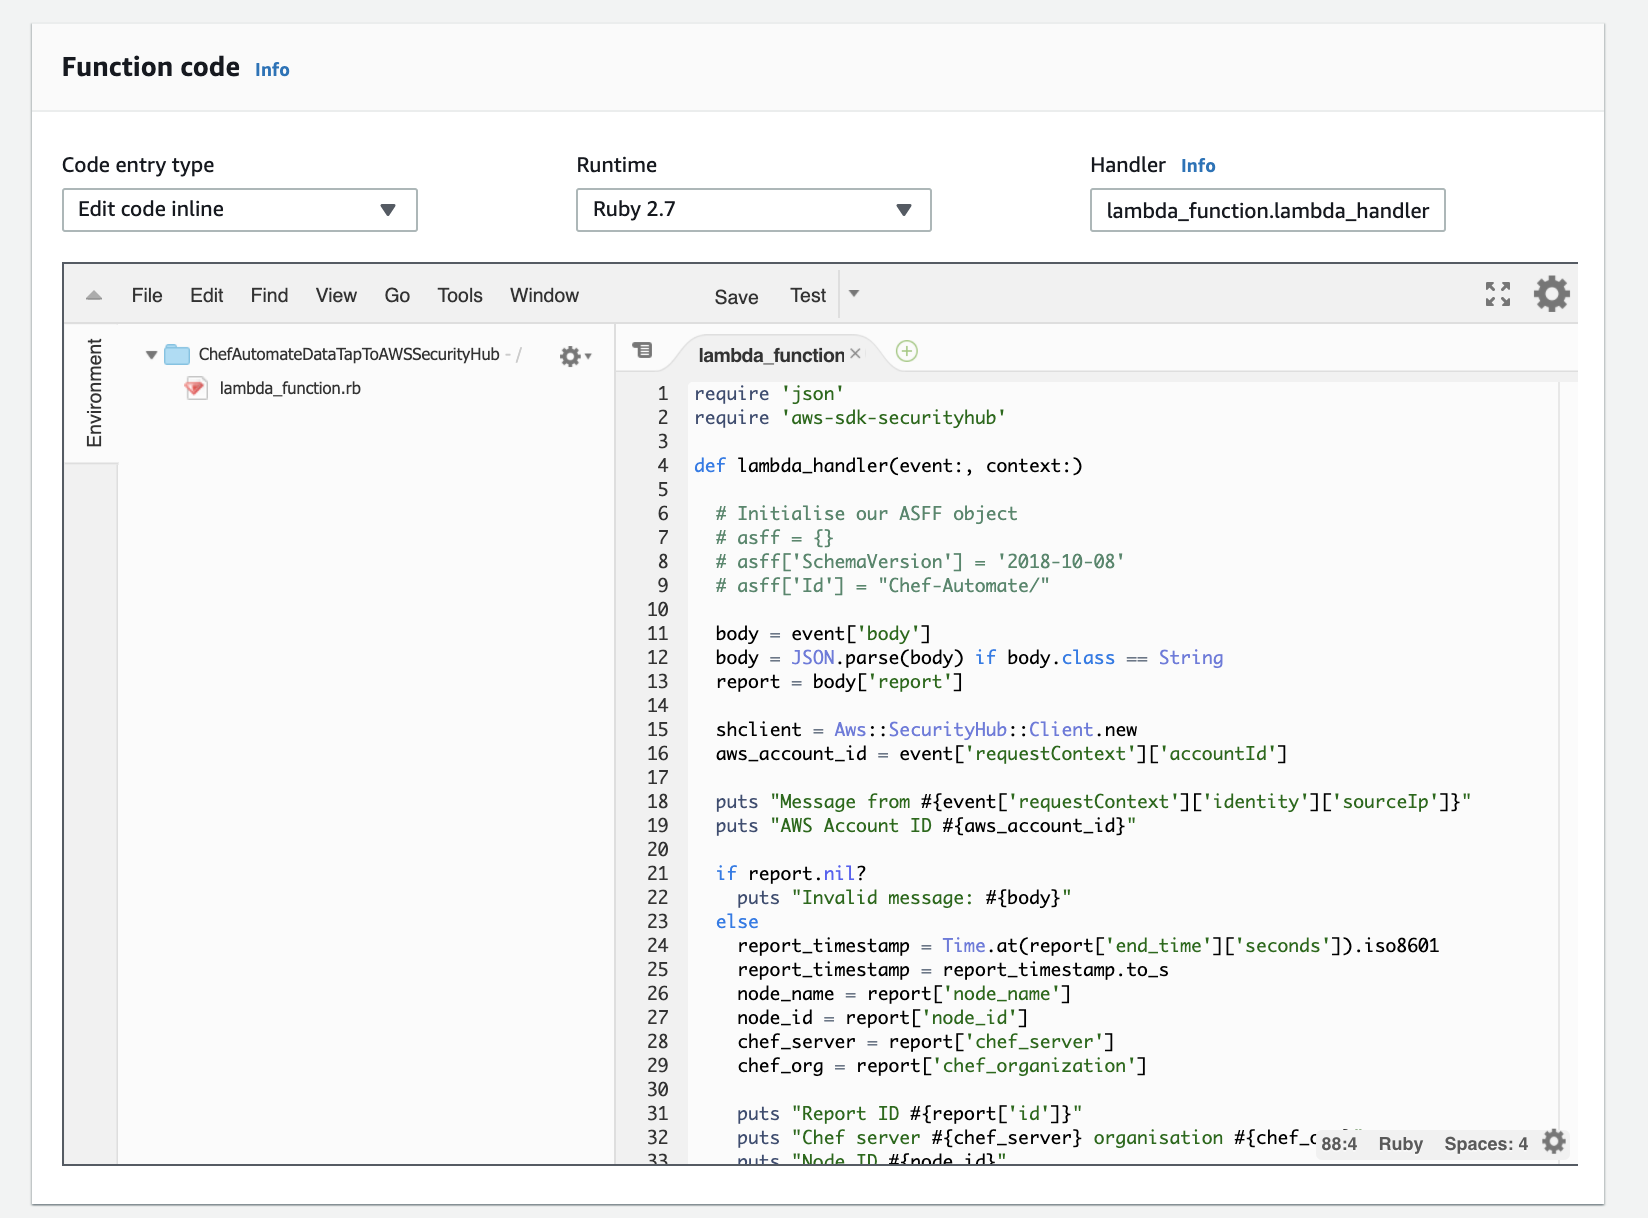 Function code Info
Code entry type
Edit code inline
Runtime
Ruby 2.7
Handler Info
lambda_function.lambda_handler
File Edit Find View Go Tools Window Save Test
Environment
ChefAutomateDataTapToAWSSecurityHub - /
lambda_function.rb
lambda_function ×
1 require 'json'
2 require 'aws-sdk-securityhub'
3
4 def lambda_handler(event:, context:)
5
6 # Initialise our ASFF object
7 # asff = {}
8 # asff['SchemaVersion'] = '2018-10-08'
9 # asff['Id'] = "Chef-Automate/"
10
11 body = event['body']
12 body = JSON.parse(body) if body.class == String
13 report = body['report']
14
15 shclient = Aws::SecurityHub::Client.new
16 aws_account_id = event['requestContext']['accountId']
17
18 puts "Message from #{event['requestContext']['identity']['sourceIp']}"
19 puts "AWS Account ID #{aws_account_id}"
20
21 if report.nil?
22 puts "Invalid message: #{body}"
23 else
24 report_timestamp = Time.at(report['end_time']['seconds']).iso8601
25 report_timestamp = report_timestamp.to_s
26 node_name = report['node_name']
27 node_id = report['node_id']
28 chef_server = report['chef_server']
29 chef_org = report['chef_organization']
30
31 puts "Report ID #{report['id']}"
32 puts "Chef server #{chef_server} organisation
33 puts "Node ID #{node_id}"
88:4 Ruby Spaces: 4